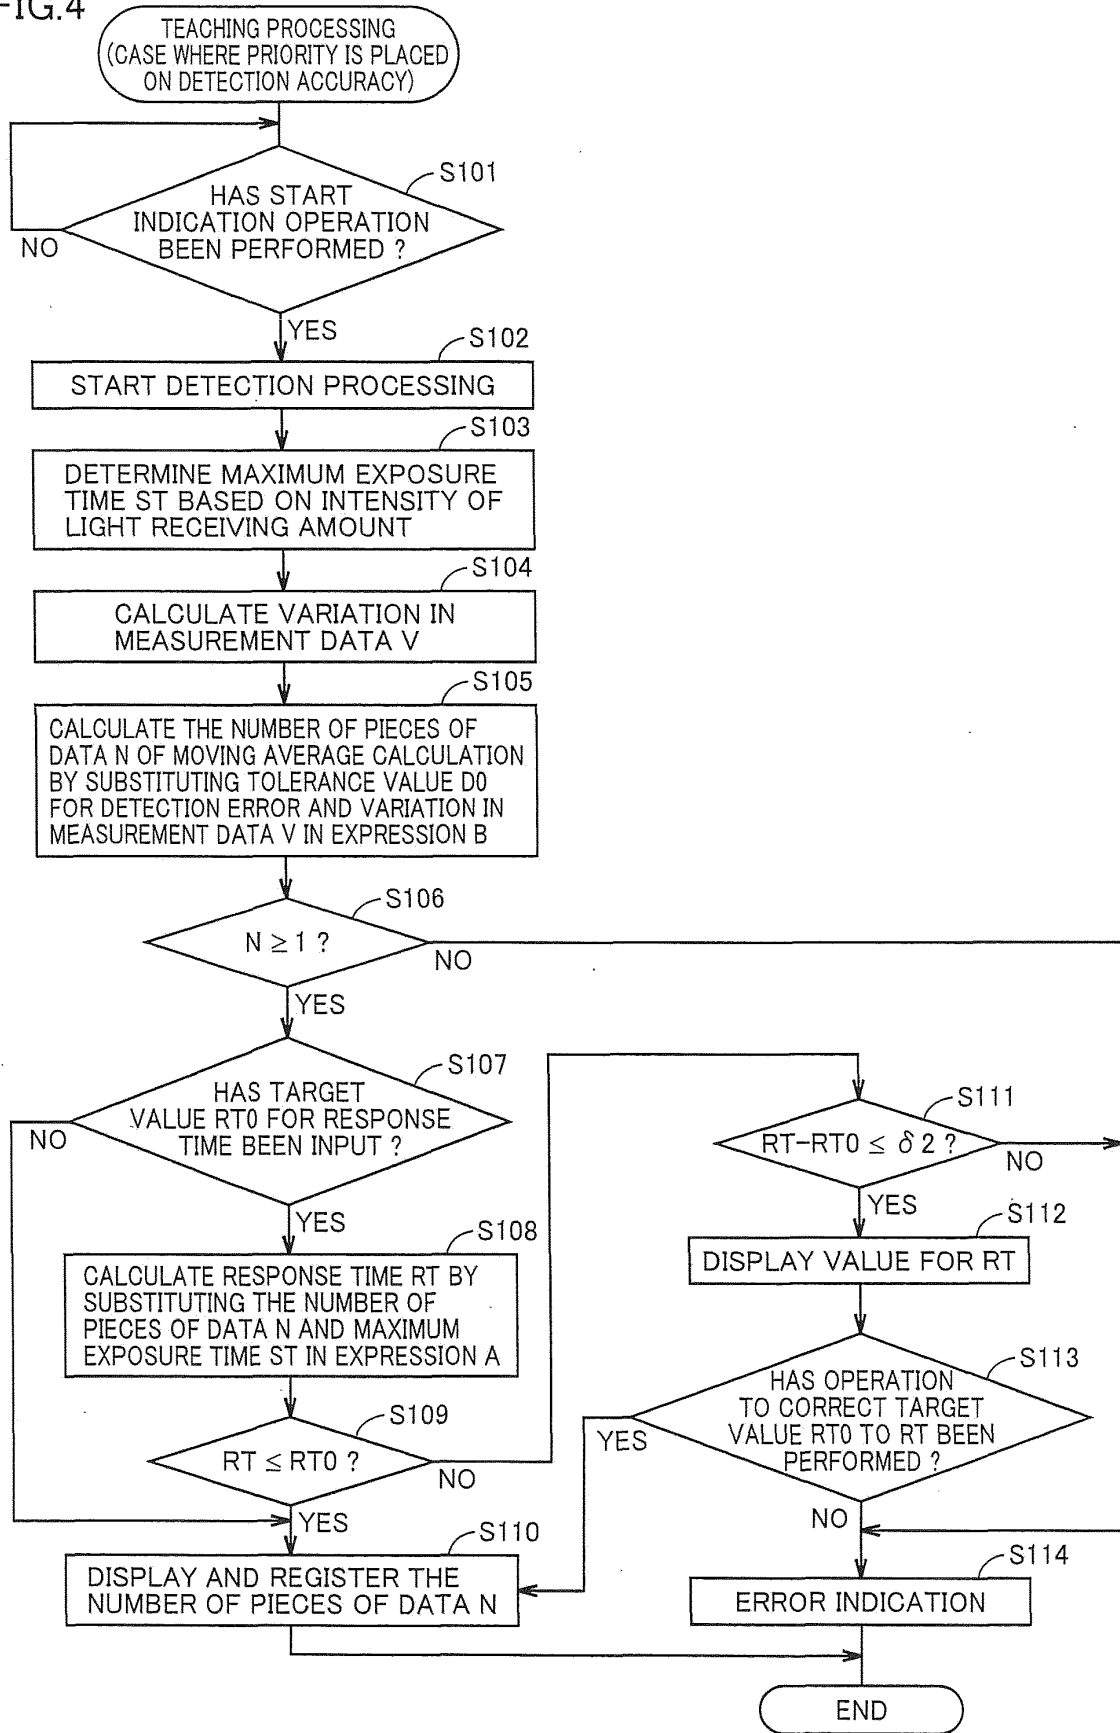 FIG.4
TEACHING PROCESSING
(CASE WHERE PRIORITY IS PLACED
ON DETECTION ACCURACY)
S101
HAS START
INDICATION OPERATION
BEEN PERFORMED ?
NO
YES
S102
START DETECTION PROCESSING
S103
DETERMINE MAXIMUM EXPOSURE
TIME ST BASED ON INTENSITY OF
LIGHT RECEIVING AMOUNT
S104
CALCULATE VARIATION IN
MEASUREMENT DATA V
S105
CALCULATE THE NUMBER OF PIECES OF
DATA N OF MOVING AVERAGE CALCULATION
BY SUBSTITUTING TOLERANCE VALUE D0
FOR DETECTION ERROR AND VARIATION IN
MEASUREMENT DATA V IN EXPRESSION B
S106
N ≥ 1 ?
NO
YES
S107
HAS TARGET
VALUE RT0 FOR RESPONSE
TIME BEEN INPUT ?
NO
YES
S108
CALCULATE RESPONSE TIME RT BY
SUBSTITUTING THE NUMBER OF
PIECES OF DATA N AND MAXIMUM
EXPOSURE TIME ST IN EXPRESSION A
S109
RT ≤ RT0 ?
NO
YES
S110
DISPLAY AND REGISTER THE
NUMBER OF PIECES OF DATA N
S111
RT-RT0 ≤ δ 2 ?
NO
YES
S112
DISPLAY VALUE FOR RT
S113
HAS OPERATION
TO CORRECT TARGET
VALUE RT0 TO RT BEEN
PERFORMED ?
YES
NO
S114
ERROR INDICATION
END